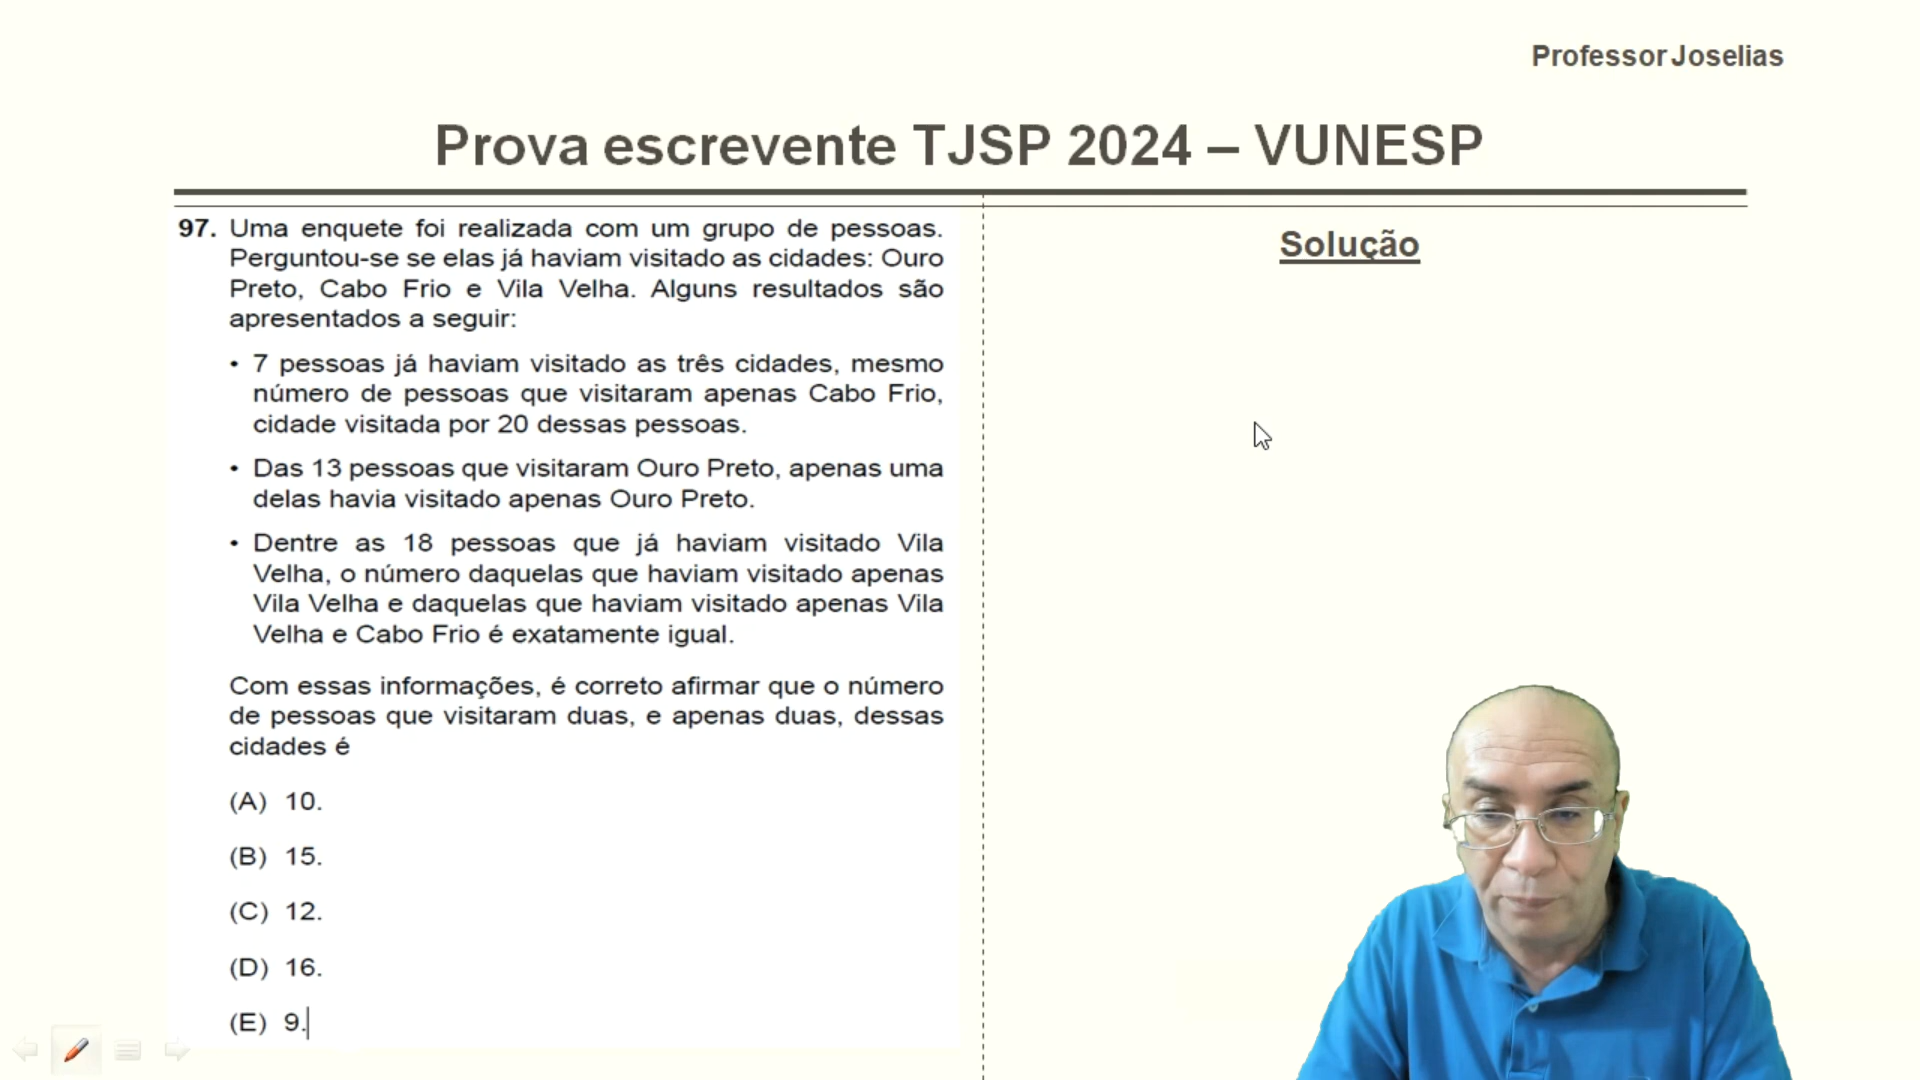 Professor Joselias
Prova escrevente TJSP 2024 – VUNESP
97. Uma enquete foi realizada com um grupo de pessoas.
Perguntou-se se elas já haviam visitado as cidades: Ouro
Preto, Cabo Frio e Vila Velha. Alguns resultados são
apresentados a seguir:
• 7 pessoas já haviam visitado as três cidades, mesmo
número de pessoas que visitaram apenas Cabo Frio,
cidade visitada por 20 dessas pessoas.
• Das 13 pessoas que visitaram Ouro Preto, apenas uma
delas havia visitado apenas Ouro Preto.
• Dentre as 18 pessoas que já haviam visitado Vila
Velha, o número daquelas que haviam visitado apenas
Vila Velha e daquelas que haviam visitado apenas Vila
Velha e Cabo Frio é exatamente igual.
Com essas informações, é correto afirmar que o número
de pessoas que visitaram duas, e apenas duas, dessas
cidades é
(A) 10.
(B) 15.
(C) 12.
(D) 16.
(E) 9.
Solução